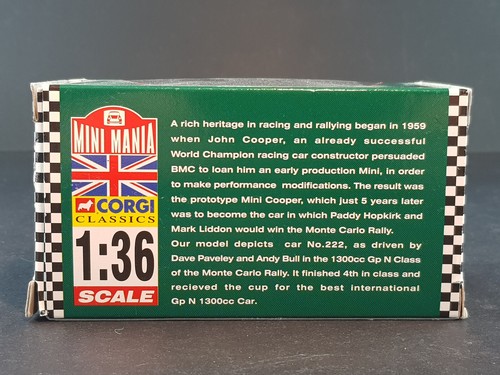 MINI MANIA
CORGI
CLASSICS
1:36
SCALE
A rich heritage in racing and rallying began in 1959
when John Cooper, an already successful
World Champion racing car constructor persuaded
BMC to loan him an early production Mini, in order
to make performance modifications. The result was
the prototype Mini Cooper, which just 5 years later
was to become the car in which Paddy Hopkirk and
Mark Liddon would win the Monte Carlo Rally.
Our model depicts car No.222, as driven by
Dave Paveley and Andy Bull in the 1300cc Gp N Class
of the Monte Carlo Rally. It finished 4th in class and
recieved the cup for the best international
Gp N 1300cc Car.